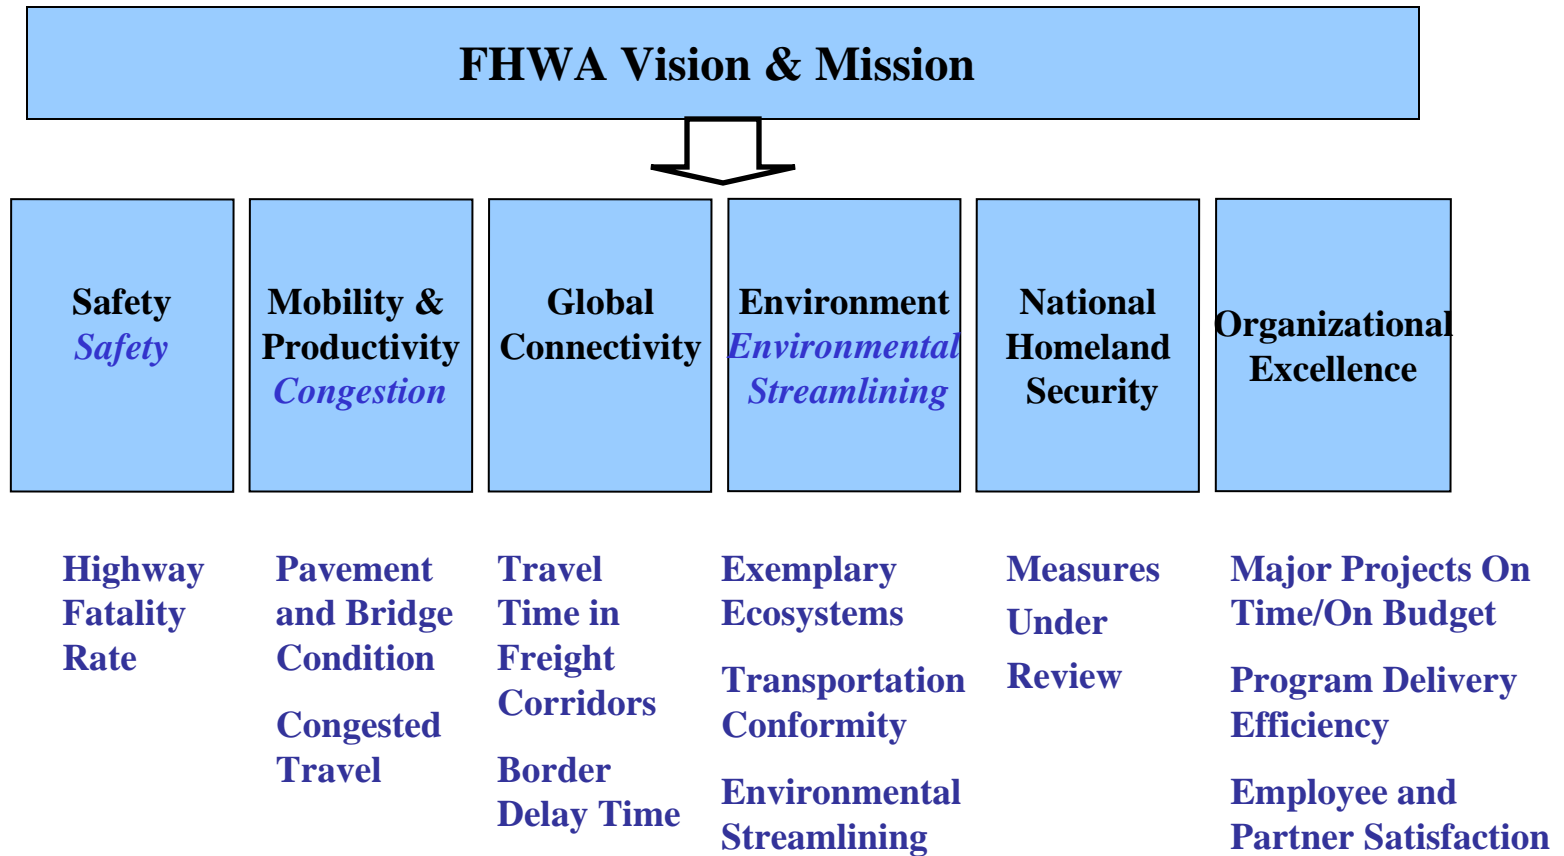 FHWA Vision & Mission
Safety
Safety
Mobility &
Productivity
Congestion
Global
Connectivity
Environment
Environmental
Streamlining
National
Homeland
Security
Organizational
Excellence
Highway
Fatality
Rate
Pavement
and Bridge
Condition
Congested
Travel
Travel
Time in
Freight
Corridors
Border
Delay Time
Exemplary
Ecosystems
Transportation
Conformity
Environmental
Streamlining
Measures
Under
Review
Major Projects On
Time/On Budget
Program Delivery
Efficiency
Employee and
Partner Satisfaction